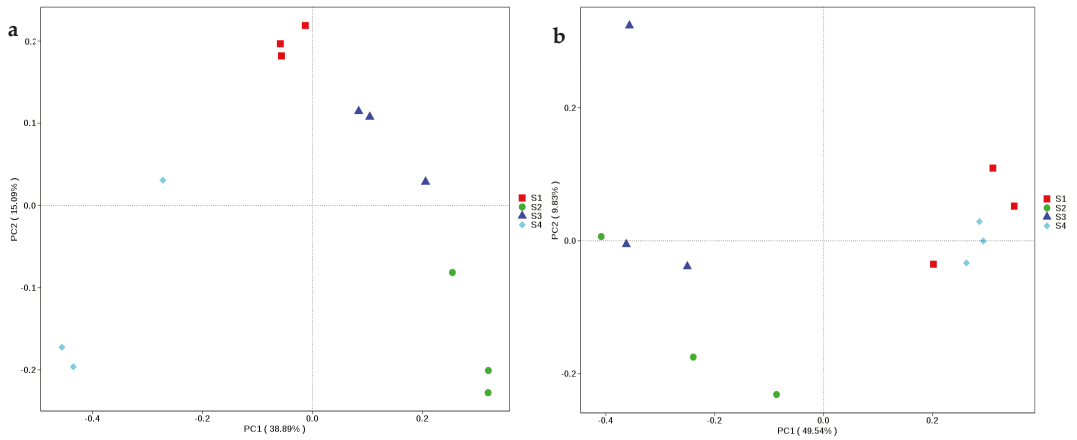 a
0.2
0.1
0.0
-0.1
-0.2
PC2 ( 15.09% )
-0.4
-0.2
0.0
0.2
PC1 ( 38.89% )
S1
S2
S3
S4
b
0.2
0.0
-0.2
PC2 ( 9.83% )
-0.4
-0.2
0.0
0.2
PC1 ( 49.54% )
S1
S2
S3
S4